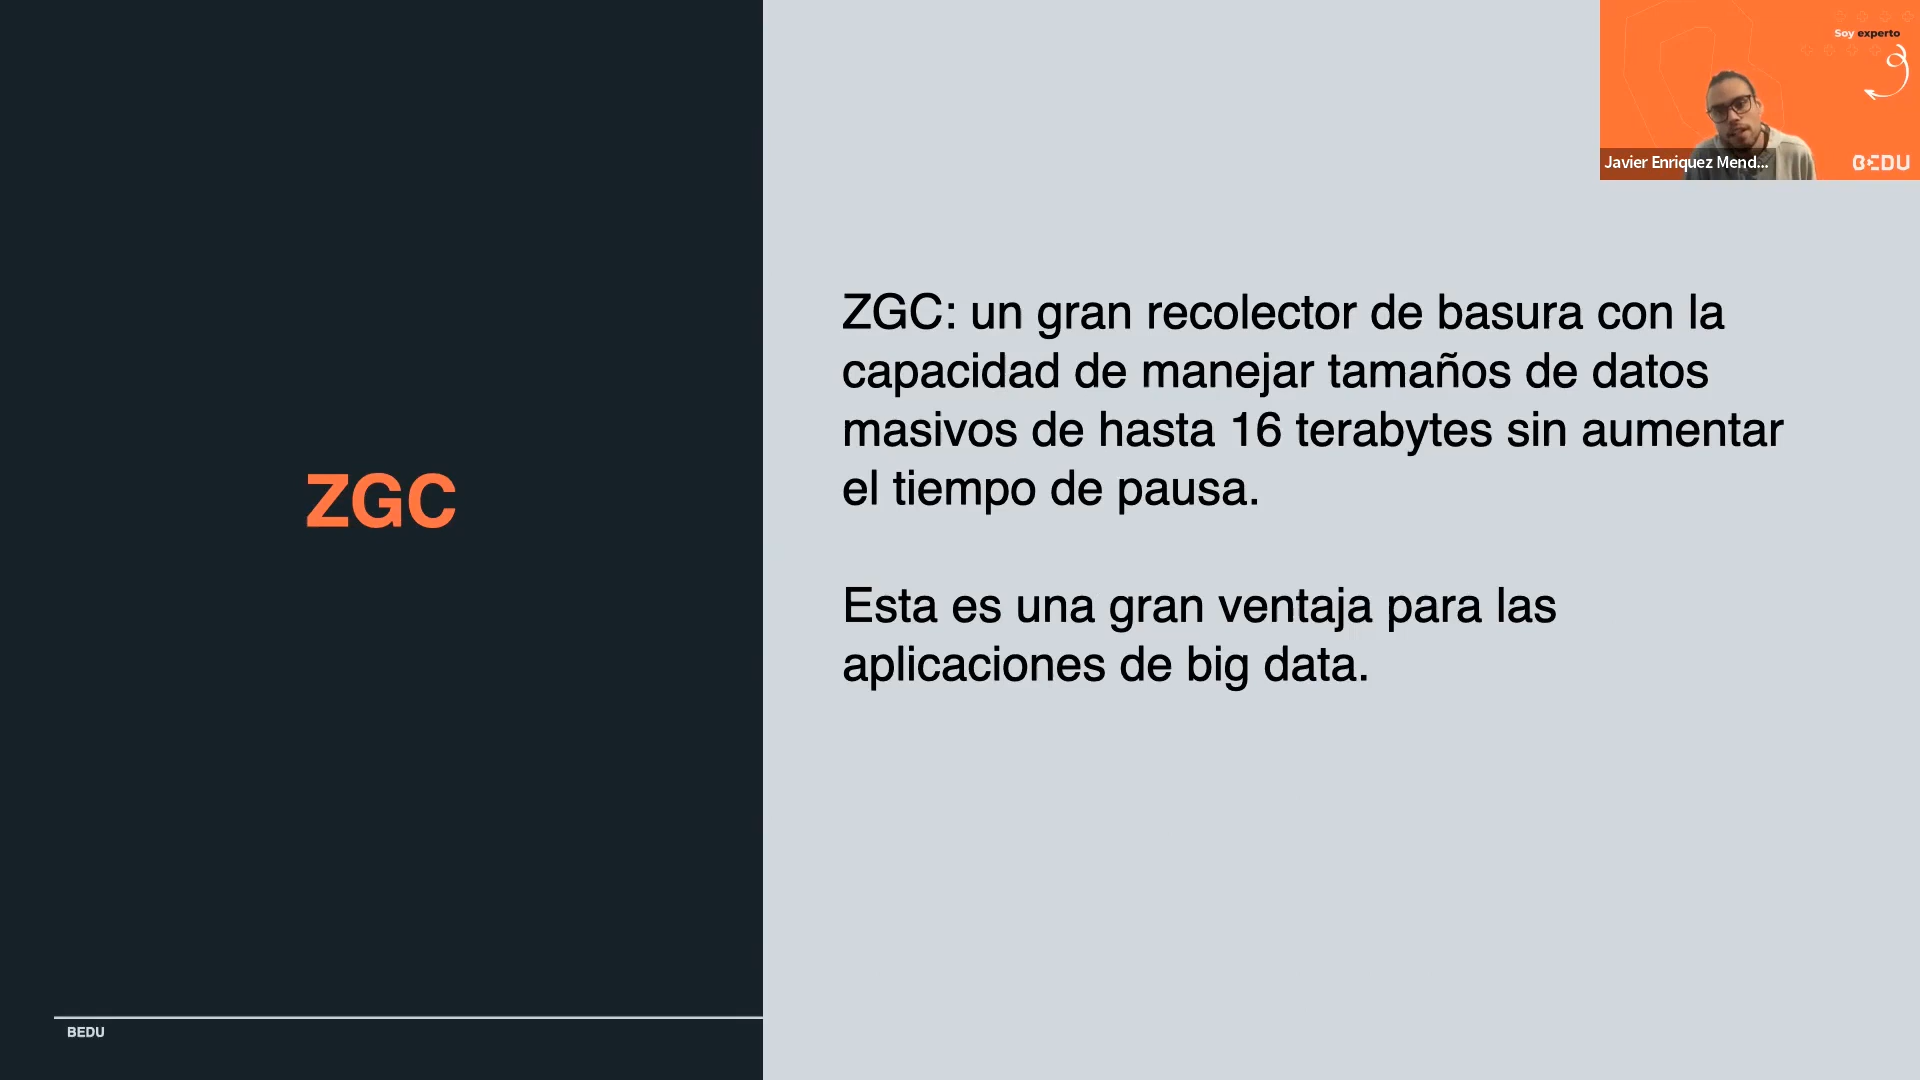 Soy experto
Javier Enriquez Mend...
BEDU
ZGC
ZGC: un gran recolector de basura con la
capacidad de manejar tamaños de datos
masivos de hasta 16 terabytes sin aumentar
el tiempo de pausa.
Esta es una gran ventaja para las
aplicaciones de big data.
BEDU